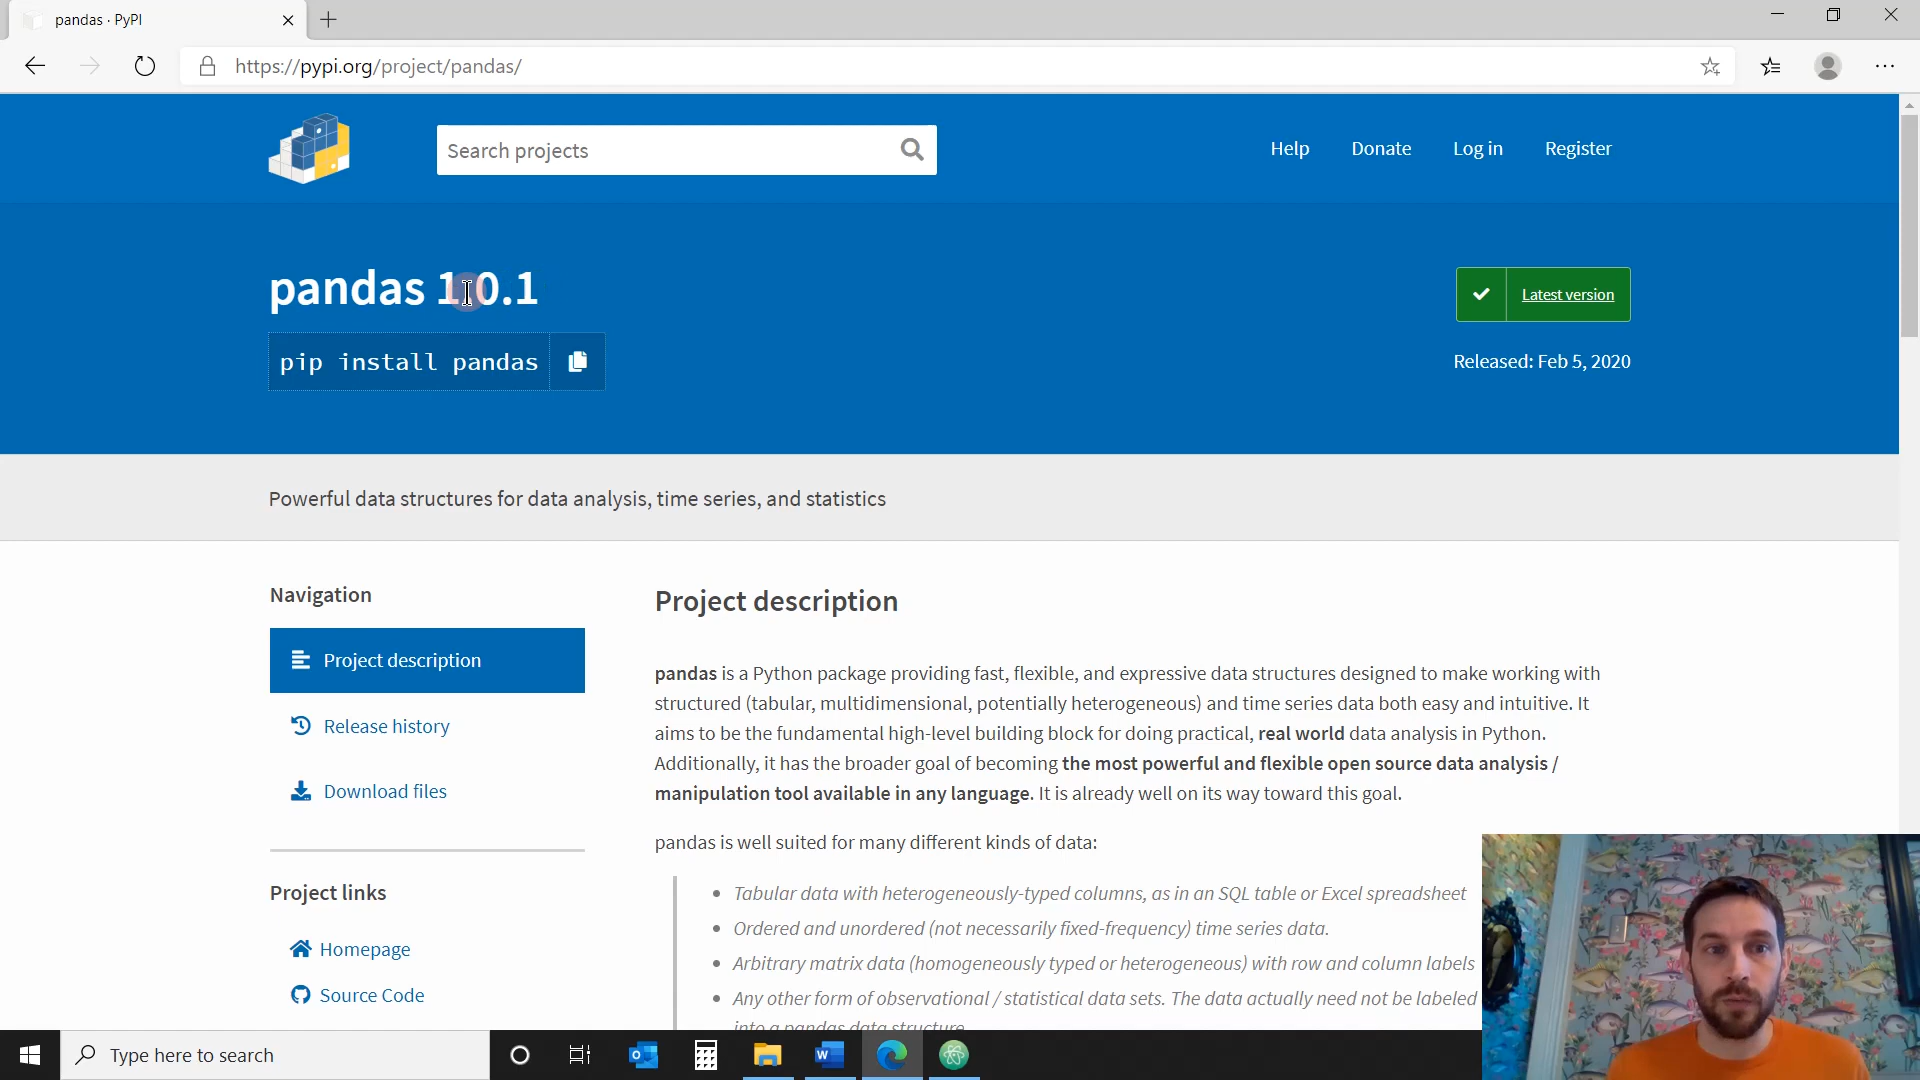 pandas · PyPI
https://pypi.org/project/pandas/
Search projects
Help Donate Log in Register
pandas 1.0.1
Latest version
pip install pandas
Released: Feb 5, 2020
Powerful data structures for data analysis, time series, and statistics
Navigation
Project description
Release history
Download files
Project links
Homepage
Source Code
Project description
pandas is a Python package providing fast, flexible, and expressive data structures designed to make working with
structured (tabular, multidimensional, potentially heterogeneous) and time series data both easy and intuitive. It
aims to be the fundamental high-level building block for doing practical, real world data analysis in Python.
Additionally, it has the broader goal of becoming the most powerful and flexible open source data analysis /
manipulation tool available in any language. It is already well on its way toward this goal.
pandas is well suited for many different kinds of data:
Tabular data with heterogeneously-typed columns, as in an SQL table or Excel spreadsheet
Ordered and unordered (not necessarily fixed-frequency) time series data.
Arbitrary matrix data (homogeneously typed or heterogeneous) with row and column labels
Any other form of observational / statistical data sets. The data actually need not be labeled
into a pandas data structure
Type here to search